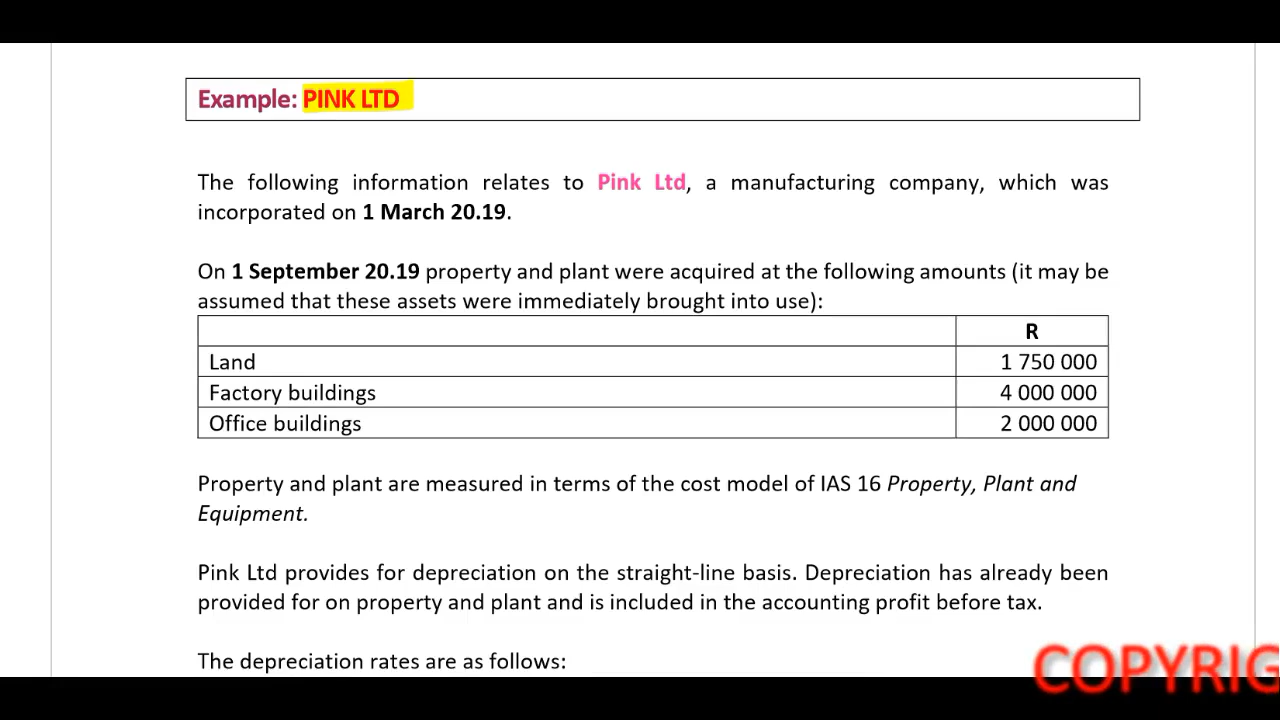 Example: PINK LTD
The following information relates to Pink Ltd, a manufacturing company, which was
incorporated on 1 March 20.19.
On 1 September 20.19 property and plant were acquired at the following amounts (it may be
assumed that these assets were immediately brought into use):
R
Land 1 750 000
Factory buildings 4 000 000
Office buildings 2 000 000
Property and plant are measured in terms of the cost model of IAS 16 Property, Plant and
Equipment.
Pink Ltd provides for depreciation on the straight-line basis. Depreciation has already been
provided for on property and plant and is included in the accounting profit before tax.
The depreciation rates are as follows:
COPYRIG